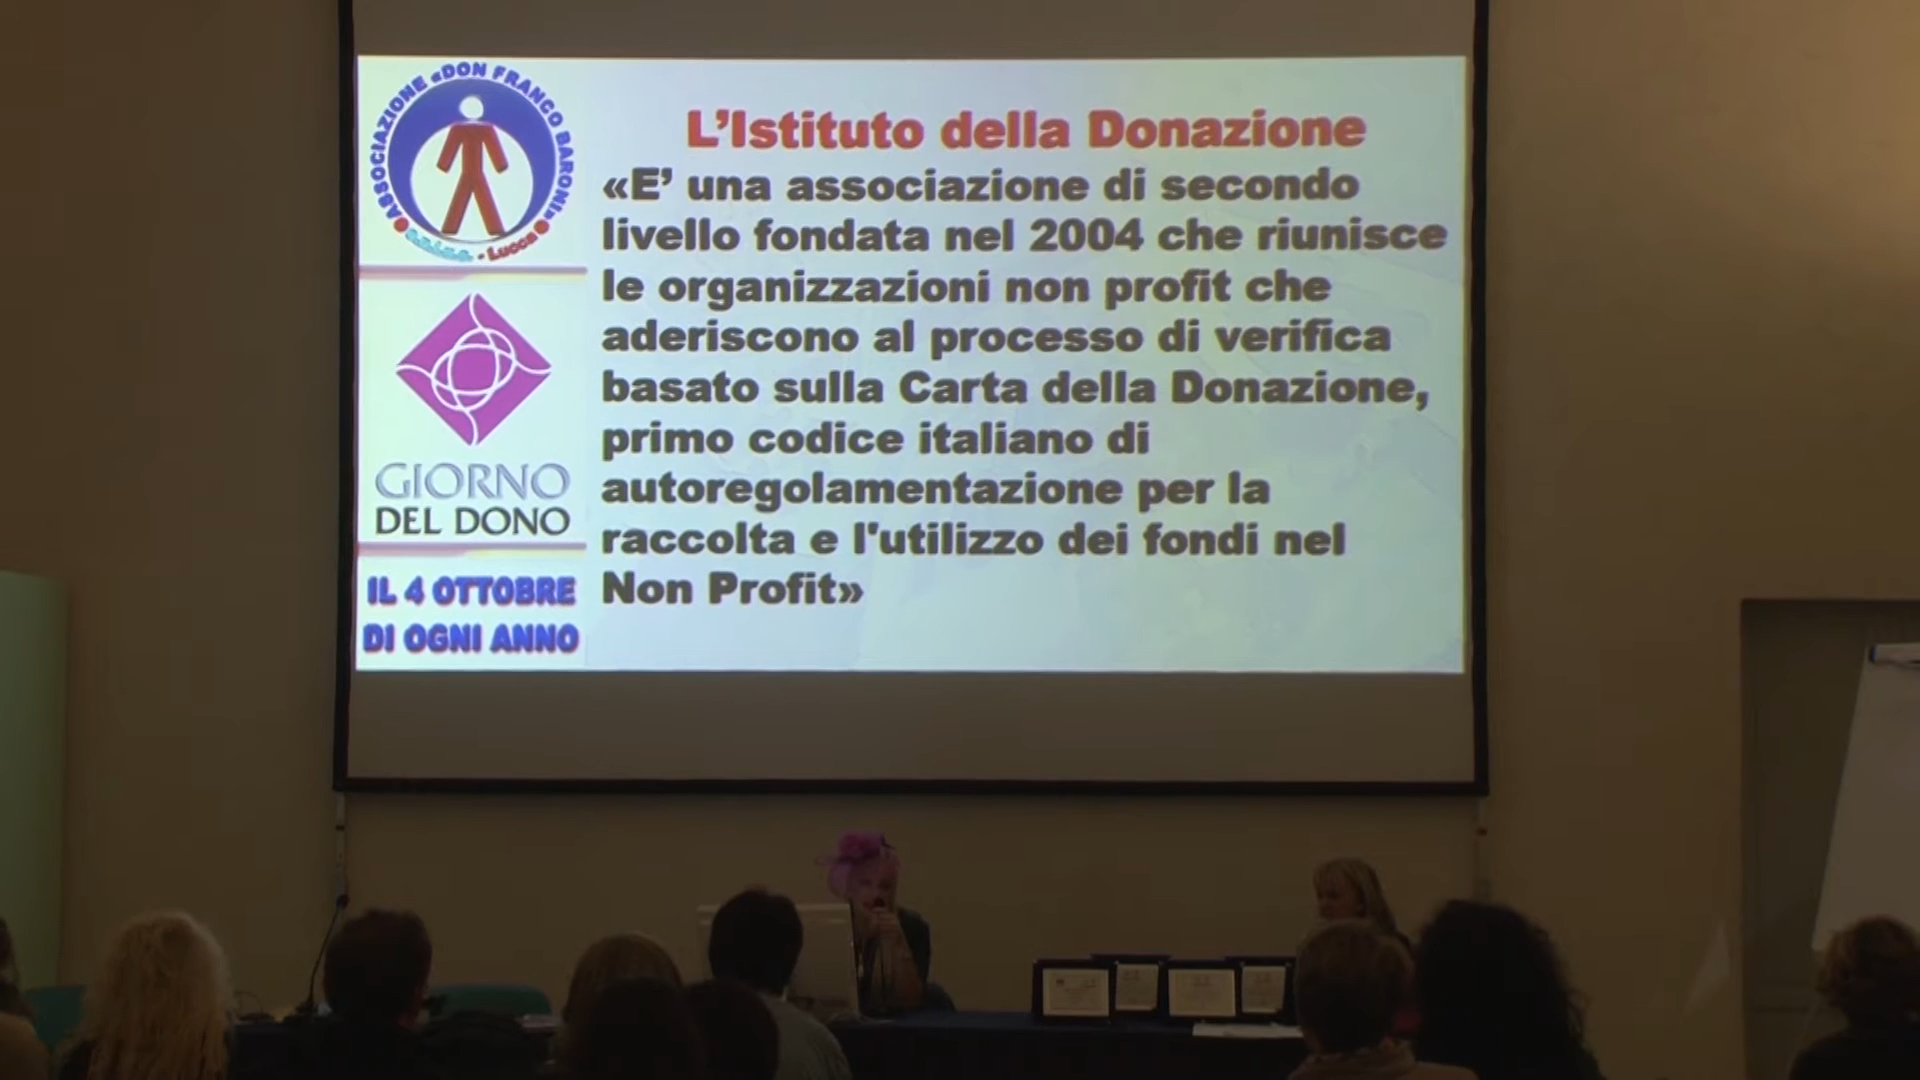 ASSOCIAZIONE «DON FRANCO BARONI»
o.n.l.u.s. - Lucca
GIORNO
DEL DONO
IL 4 OTTOBRE
DI OGNI ANNO
L’Istituto della Donazione
«E’ una associazione di secondo
livello fondata nel 2004 che riunisce
le organizzazioni non profit che
aderiscono al processo di verifica
basato sulla Carta della Donazione,
primo codice italiano di
autoregolamentazione per la
raccolta e l'utilizzo dei fondi nel
Non Profit»